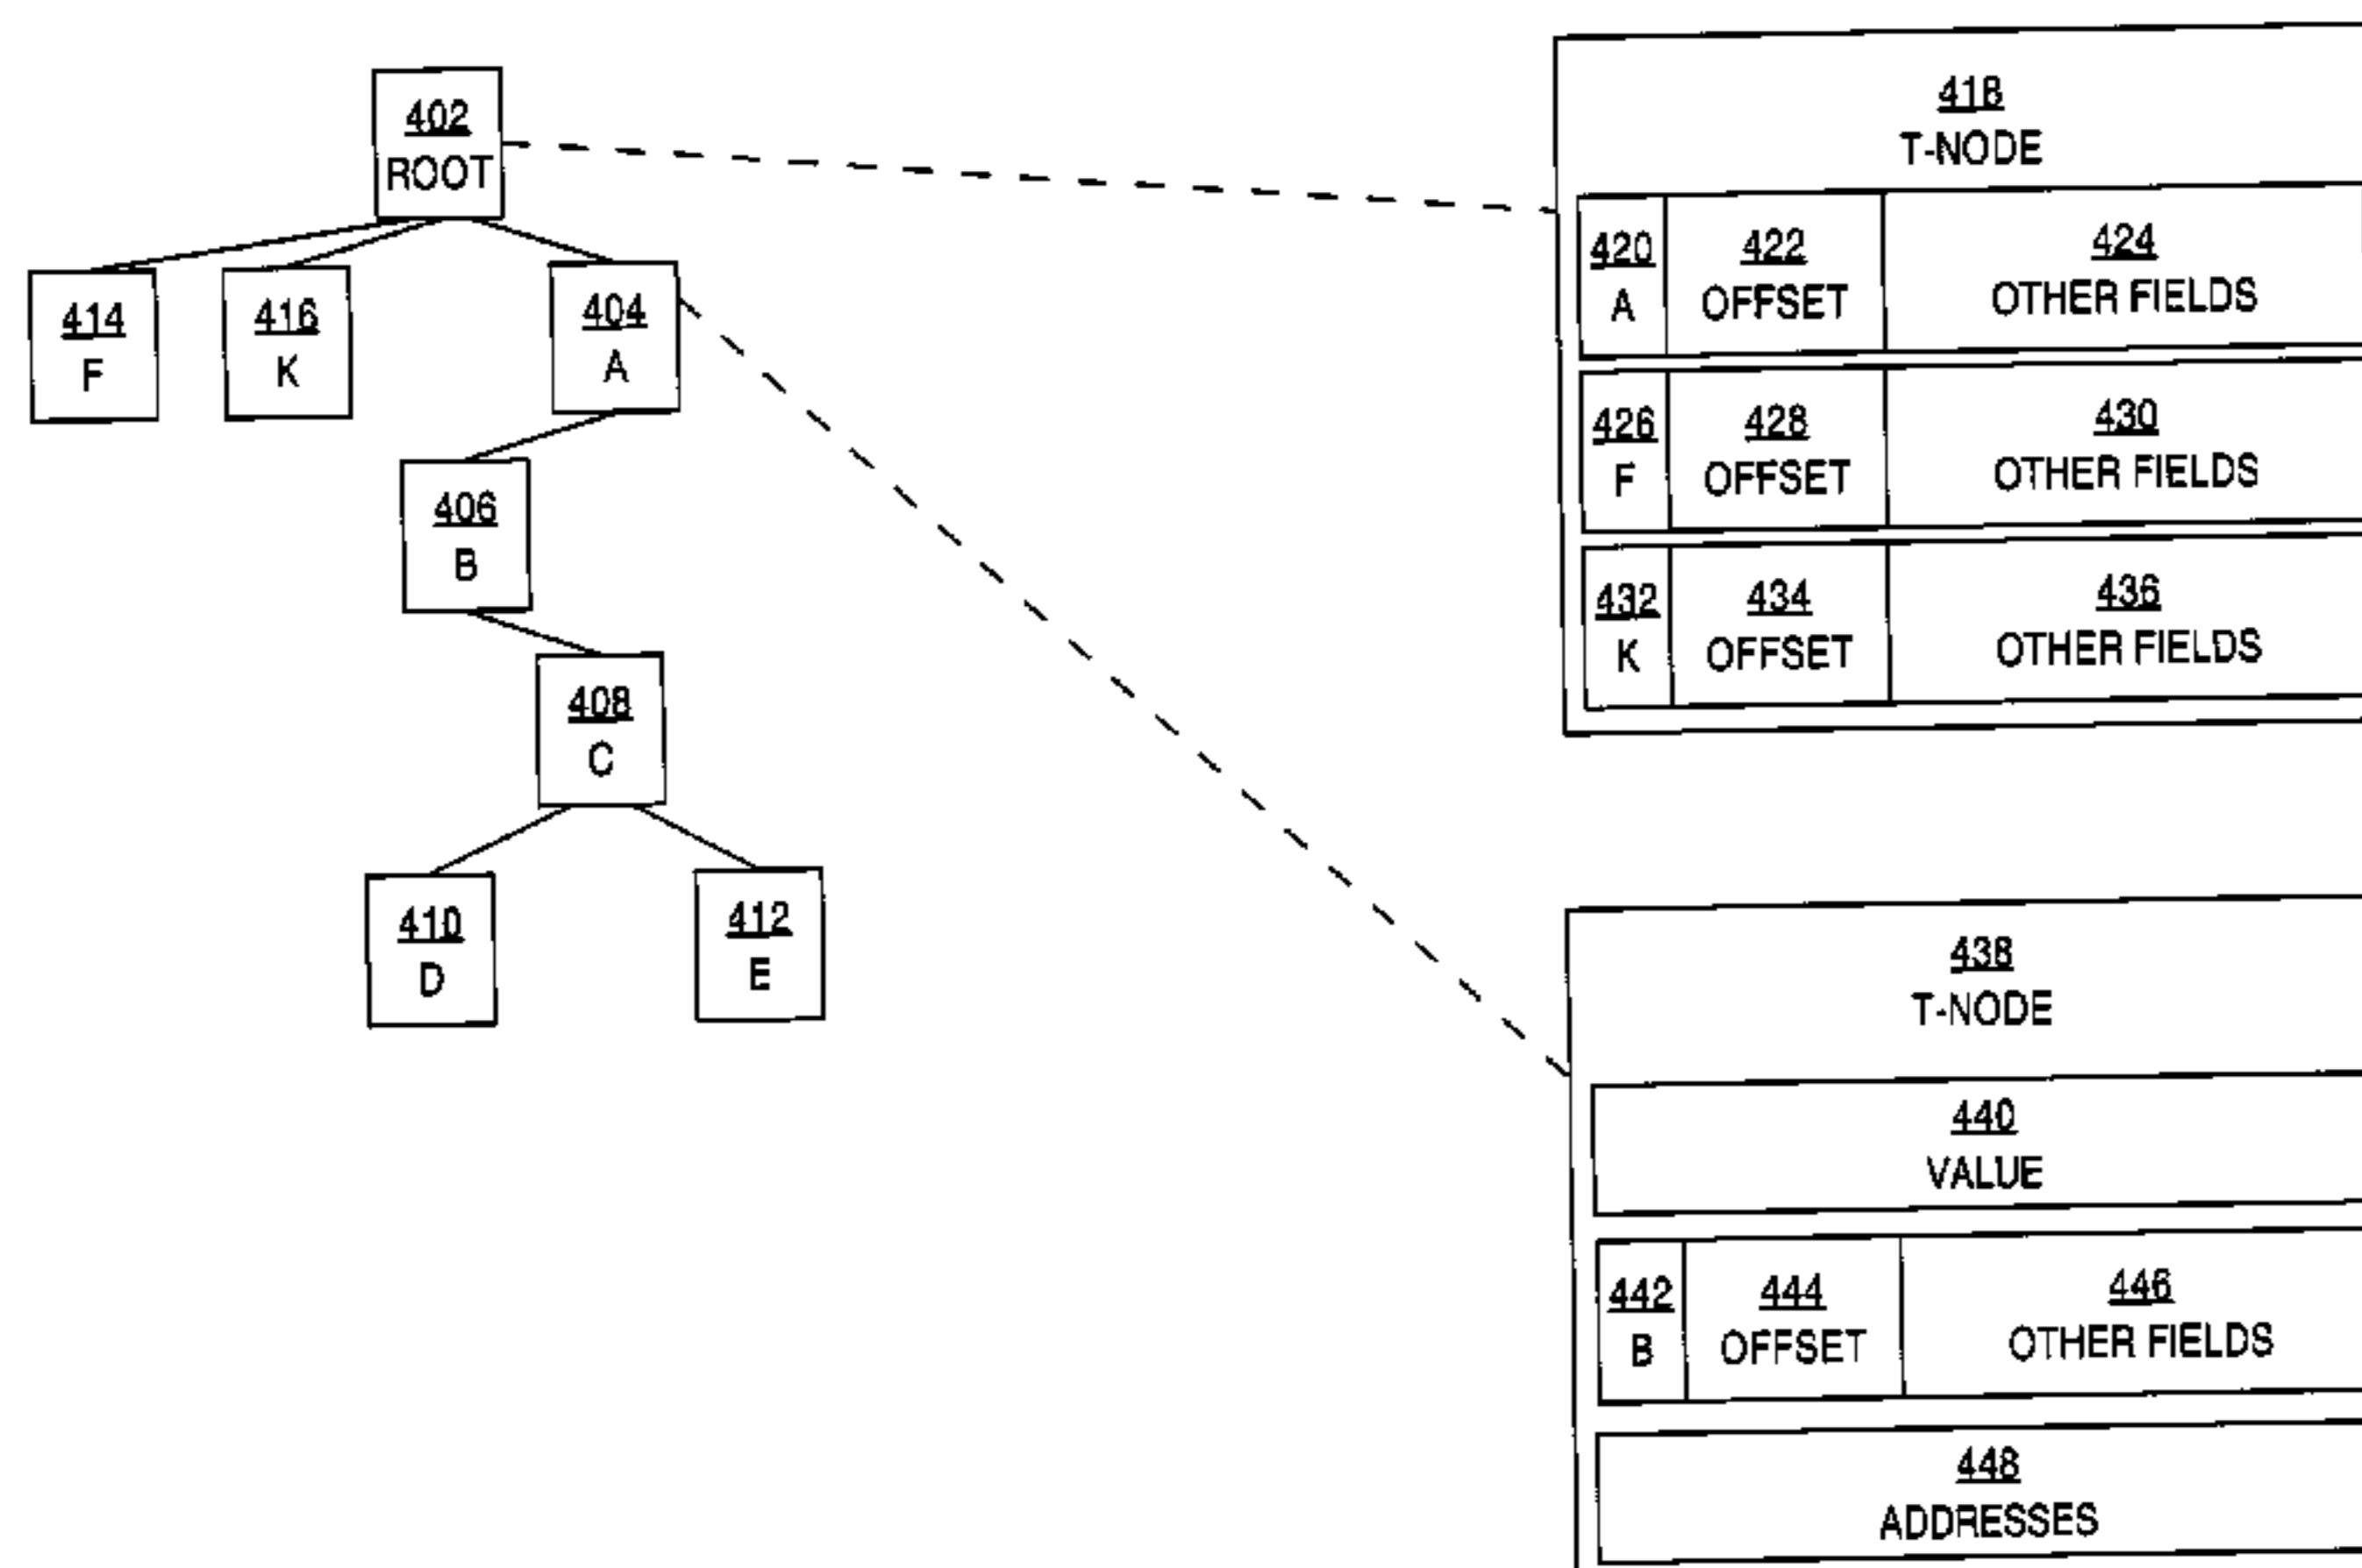 402
ROOT
414
F
416
K
404
A
406
B
408
C
410
D
412
E
418
T-NODE
420
A
422
OFFSET
424
OTHER FIELDS
426
F
428
OFFSET
430
OTHER FIELDS
432
K
434
OFFSET
436
OTHER FIELDS
438
T-NODE
440
VALUE
442
B
444
OFFSET
446
OTHER FIELDS
448
ADDRESSES